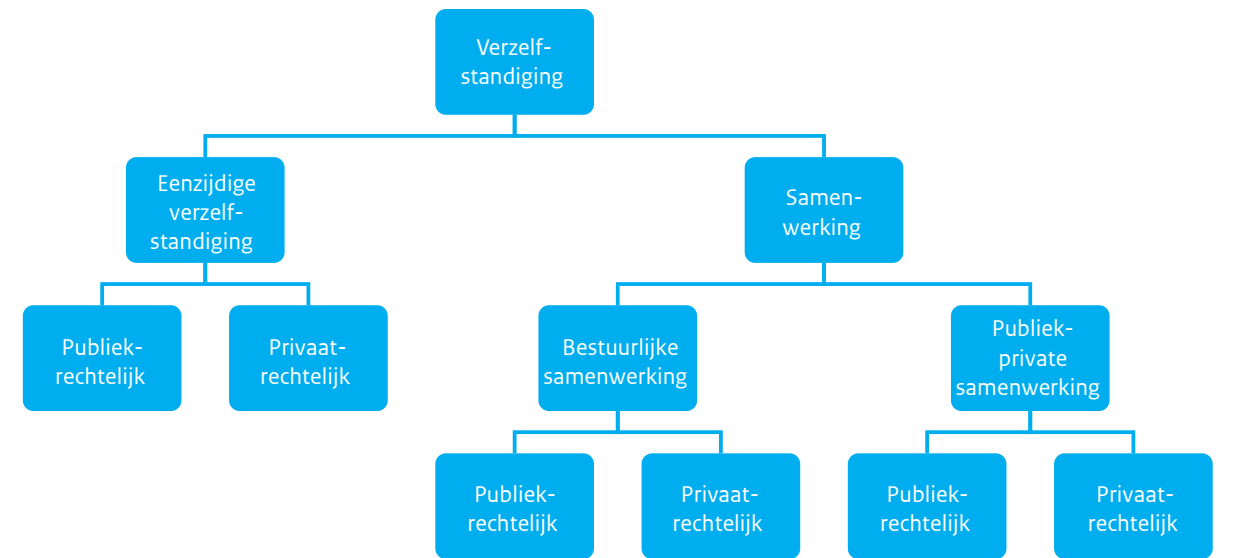 Verzelf-
standiging
Eenzijdige
verzelf-
standiging
Samen-
werking
Publiek-
rechtelijk
Privaat-
rechtelijk
Bestuurlijke
samenwerking
Publiek-
private
samenwerking
Publiek-
rechtelijk
Privaat-
rechtelijk
Publiek-
rechtelijk
Privaat-
rechtelijk